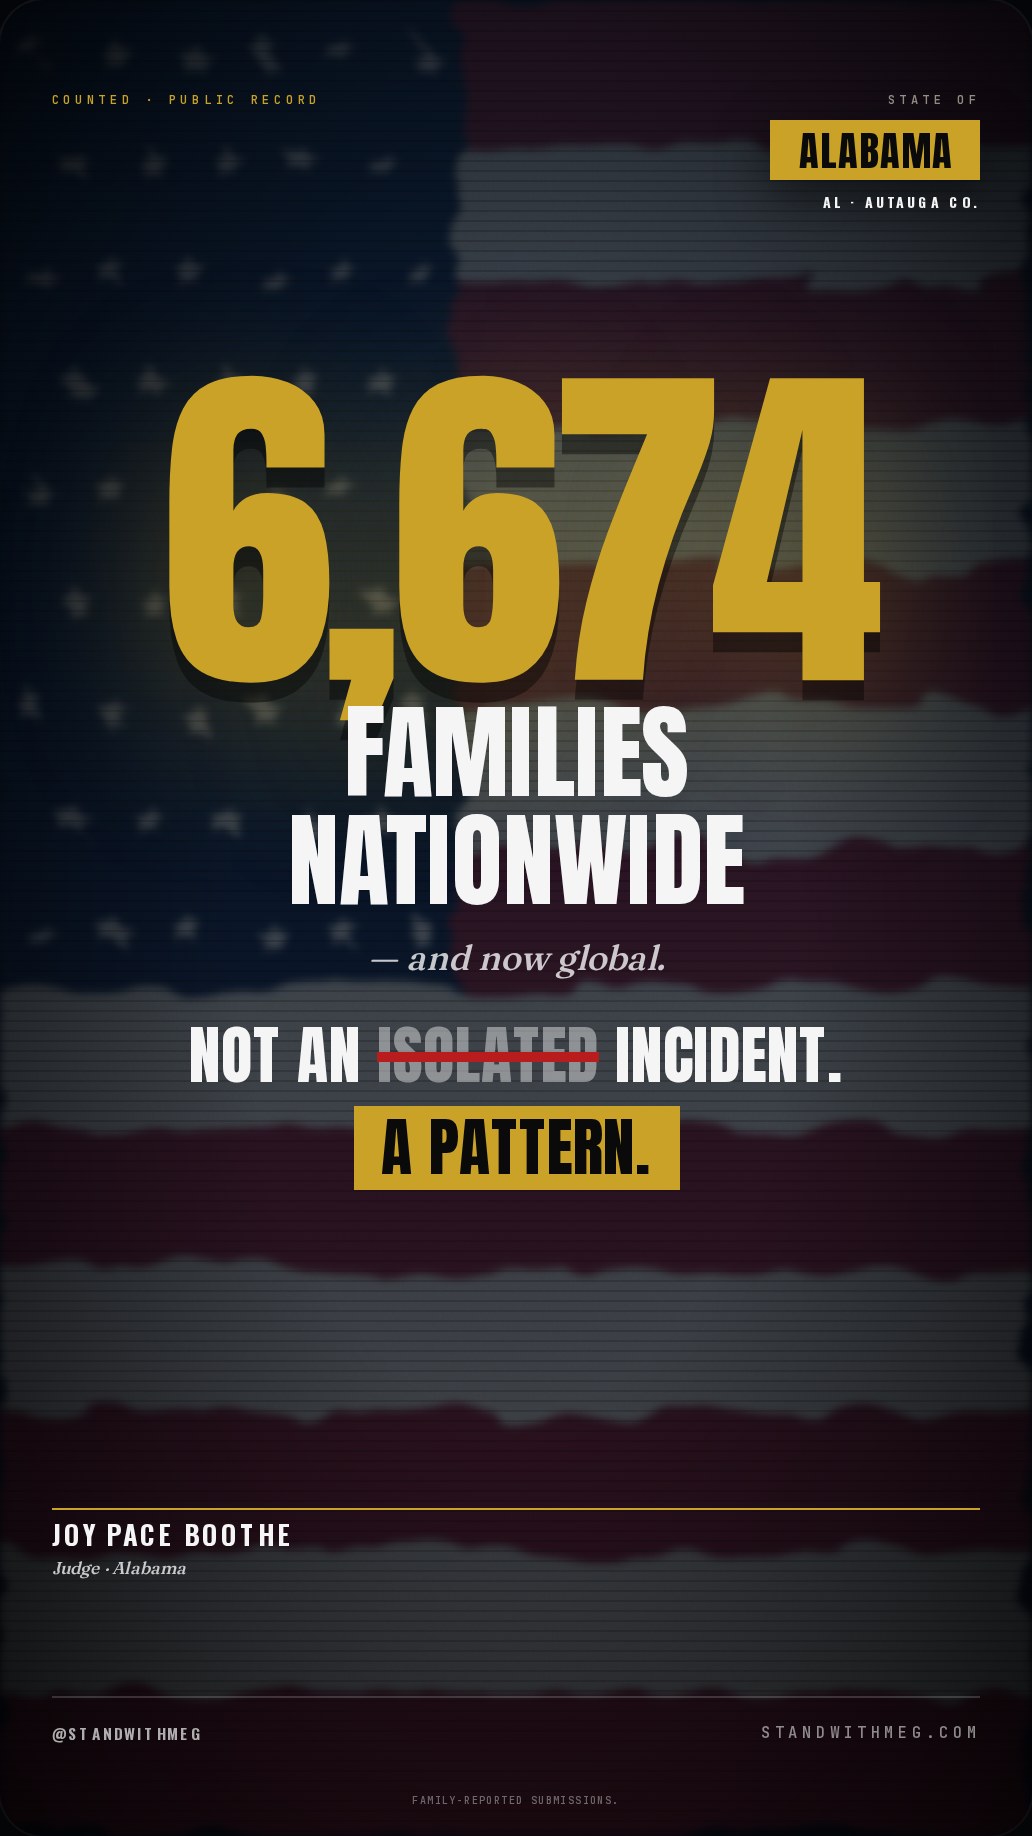 COUNTED · PUBLIC RECORD
STATE OF
ALABAMA
AL · AUTAUGA CO.
6,674
FAMILIES
NATIONWIDE
— and now global.
NOT AN ISOLATED INCIDENT.
A PATTERN.
JOY PACE BOOTHE
Judge · Alabama
@STANDWITHMEG
STANDWITHMEG.COM
FAMILY-REPORTED SUBMISSIONS.